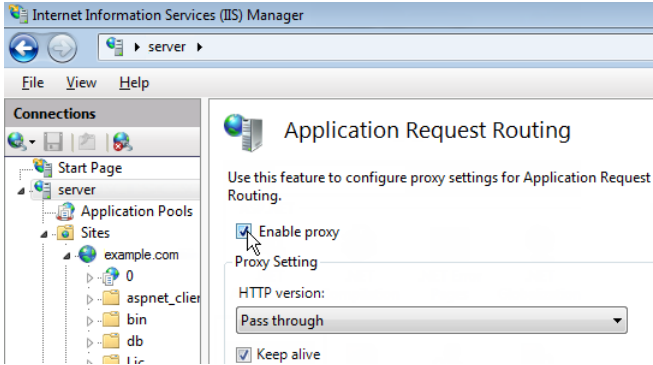 Internet Information Services (IIS) Manager
server
File View Help
Connections
Application Request Routing
Start Page
Use this feature to configure proxy settings for Application Request
Routing.
server
Application Pools
Sites
Enable proxy
example.com
Proxy Setting
0
HTTP version:
aspnet_clien
bin
Pass through
db
Keep alive
Lic